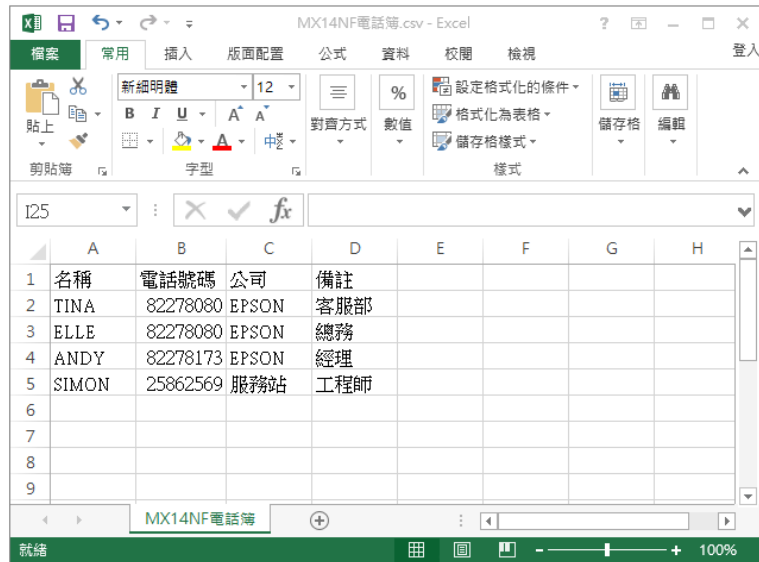 MX14NF電話簿.csv - Excel
檔案 常用 插入 版面配置 公式 資料 校閱 檢視 登入
新細明體 12
設定格式化的條件
格式化為表格
儲存格樣式
貼上 B I U A A 中 對齊方式 % 數值 儲存格 編輯
剪貼簿 字型 樣式
I25 fx
A B C D E F G H
1 名稱 電話號碼 公司 備註
2 TINA 82278080 EPSON 客服部
3 ELLE 82278080 EPSON 總務
4 ANDY 82278173 EPSON 經理
5 SIMON 25862569 服務站 工程師
6
7
8
9
MX14NF電話簿
就緒 100%